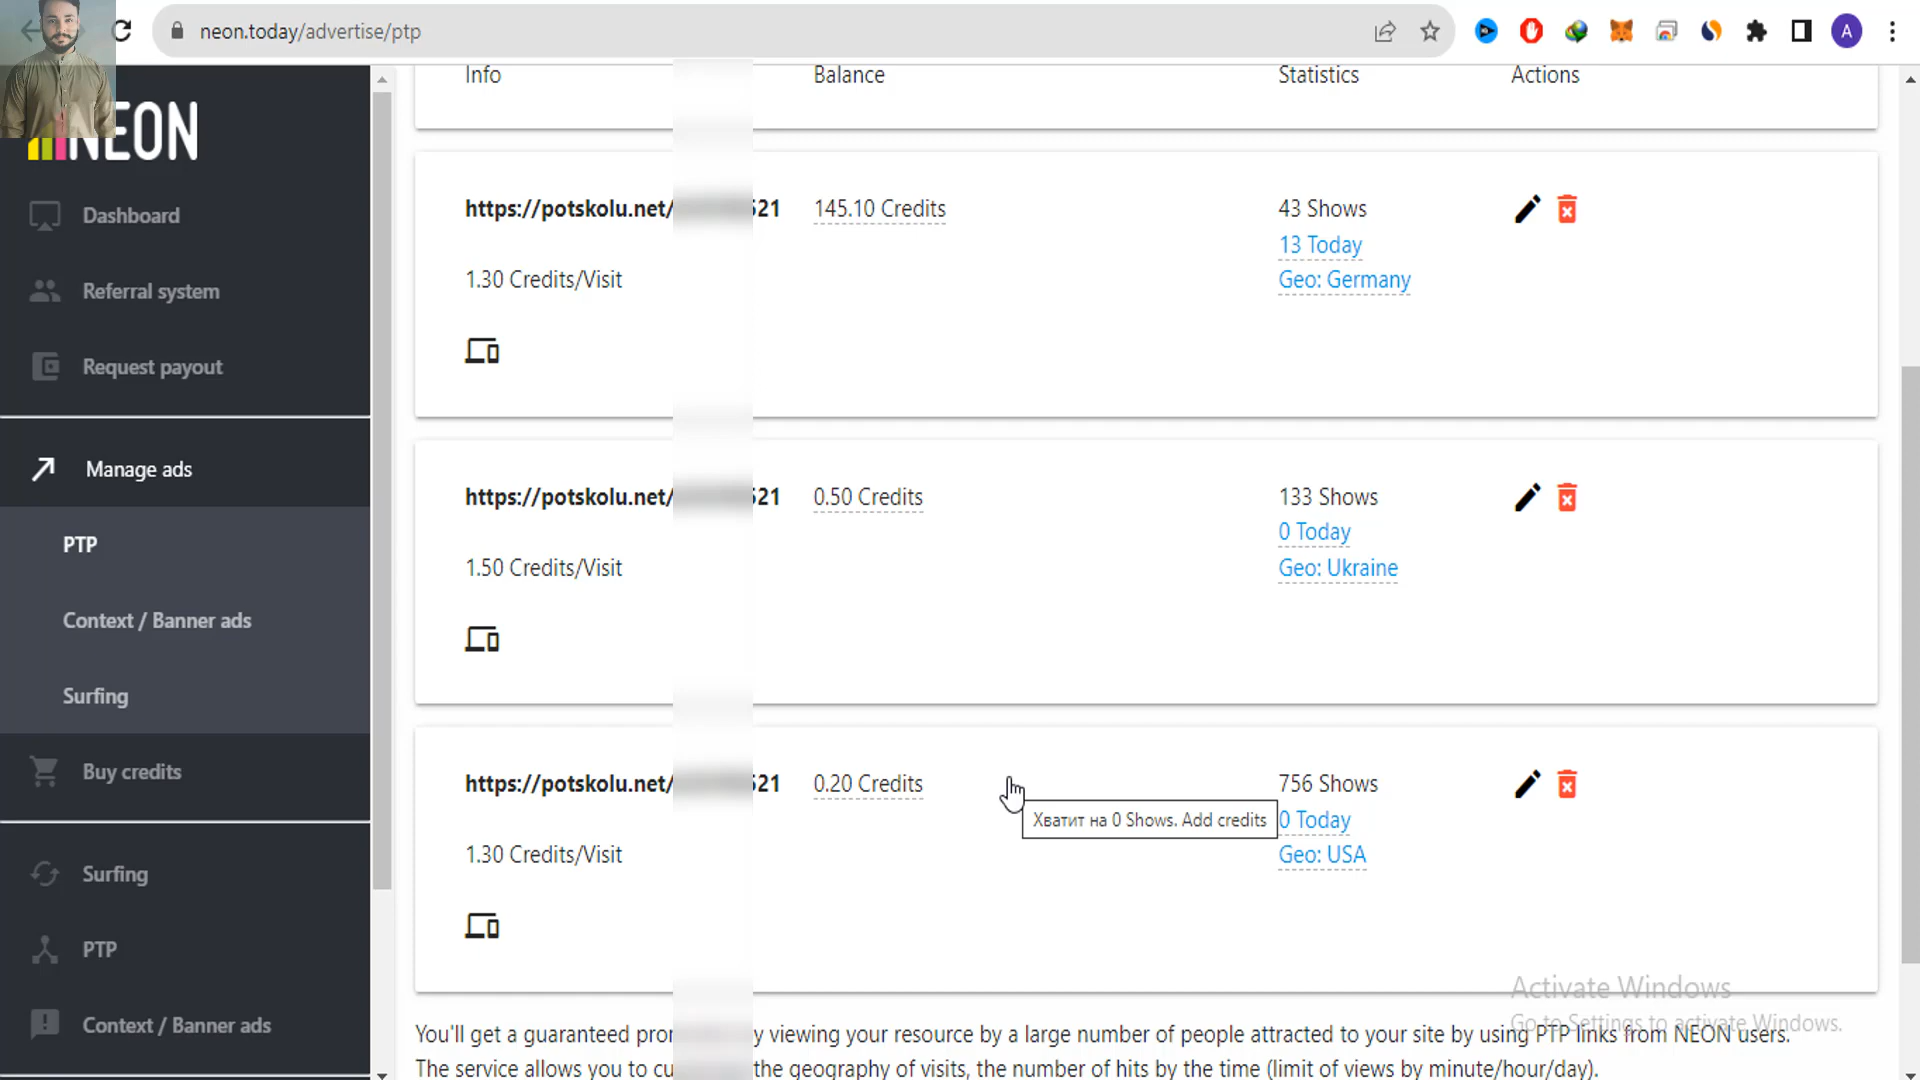 neon.today/advertise/ptp
A
NEON
Dashboard
Referral system
Request payout
Manage ads
PTP
Context / Banner ads
Surfing
Buy credits
Surfing
PTP
Context / Banner ads
Info Balance Statistics Actions
https://potskolu.net/ 521 145.10 Credits 43 Shows
13 Today
1.30 Credits/Visit Geo: Germany
https://potskolu.net/ 521 0.50 Credits 133 Shows
0 Today
1.50 Credits/Visit Geo: Ukraine
https://potskolu.net/ 521 0.20 Credits 756 Shows
Хватит на 0 Shows. Add credits 0 Today
1.30 Credits/Visit Geo: USA
Activate Windows
Go to Settings to activate Windows.
You'll get a guaranteed y viewing your resource by a large number of people attracted to your site by using PTP links from NEON users.
The service allows you to the geography of visits, the number of hits by the time (limit of views by minute/hour/day).